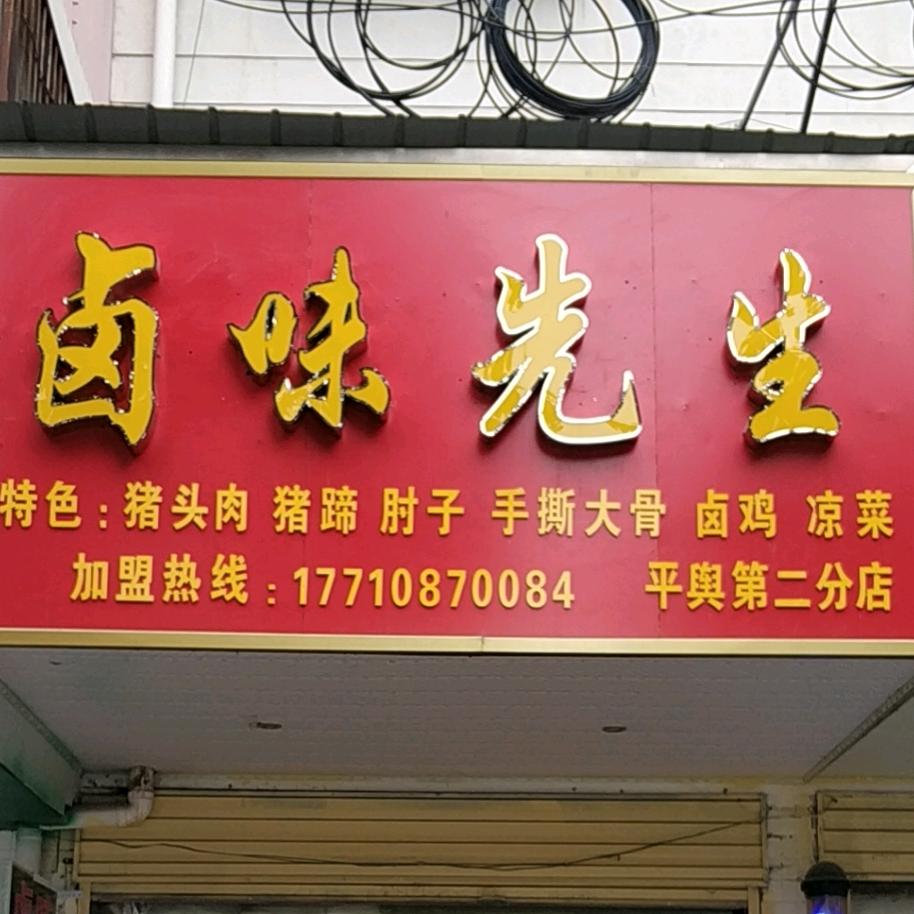 卤味先生
特色:猪头肉 猪蹄 肘子 手撕大骨 卤鸡 凉菜
加盟热线:17710870084 平舆第二分店